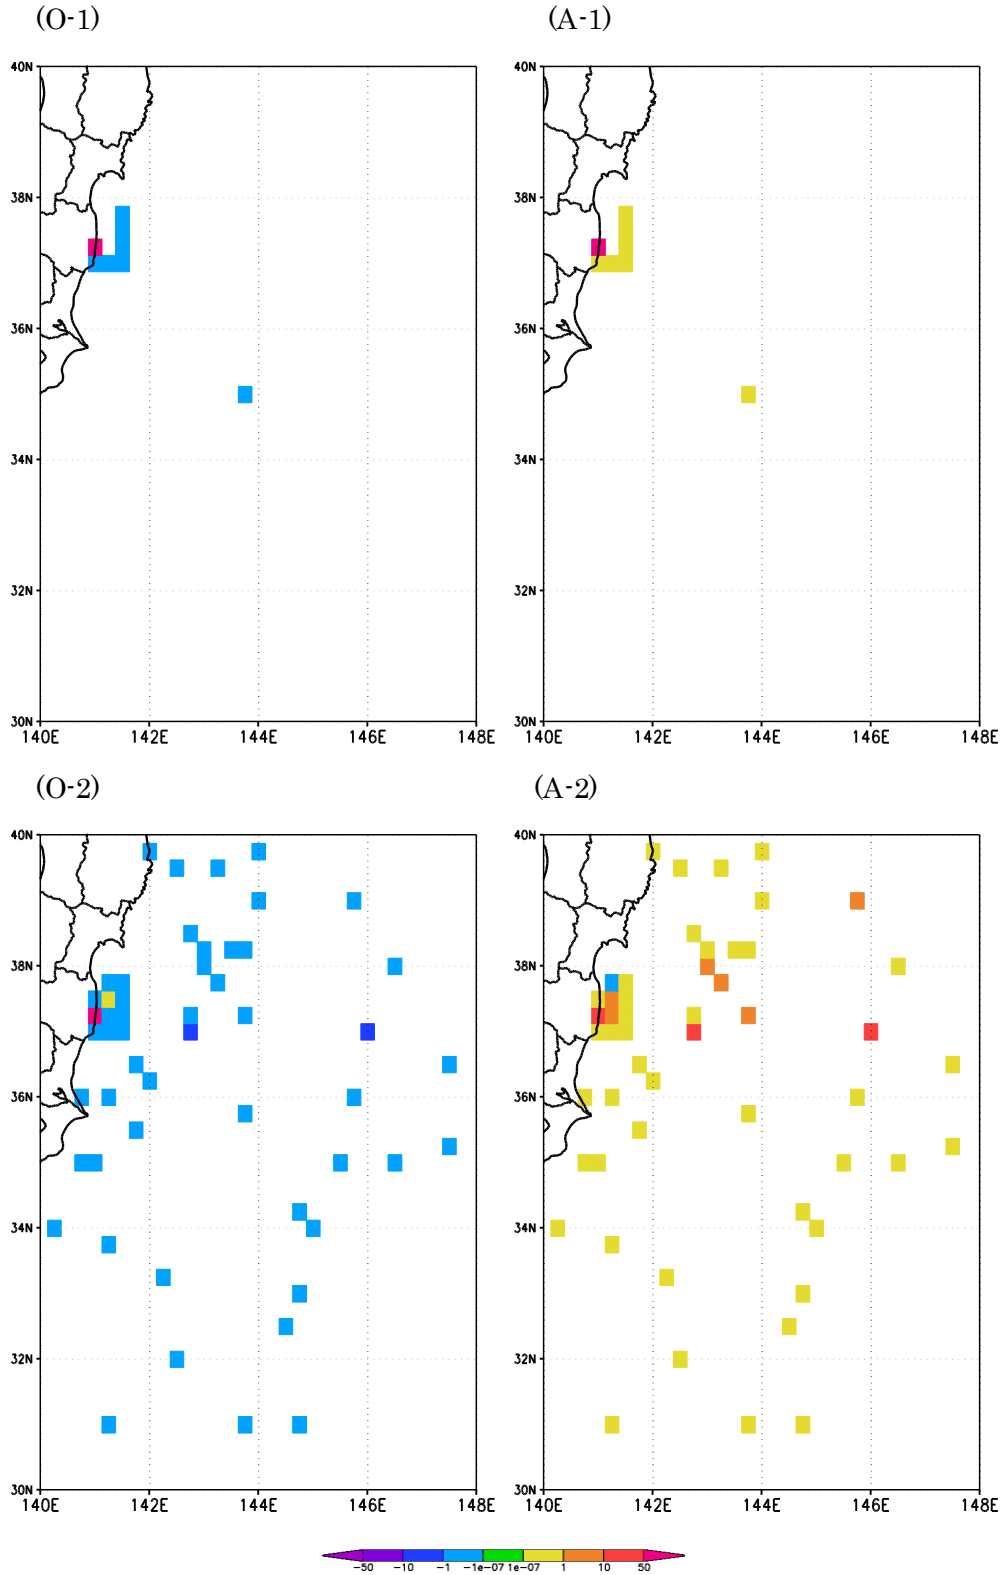 (O-1) (A-1)
40N 40N
38N 38N
36N 36N
34N 34N
32N 32N
30N 30N
140E 142E 144E 146E 148E 140E 142E 144E 146E 148E
(O-2) (A-2)
40N 40N
38N 38N
36N 36N
34N 34N
32N 32N
30N 30N
140E 142E 144E 146E 148E 140E 142E 144E 146E 148E
-50 -10 -1 -1e-07 1e-07 1 10 50